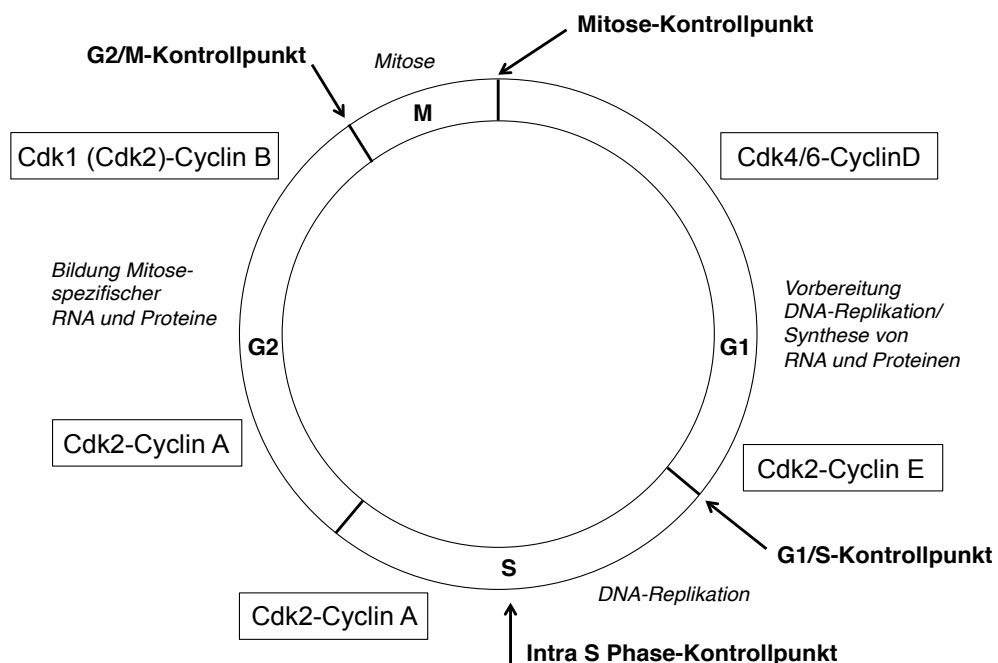 Mitose-Kontrollpunkt
G2/M-Kontrollpunkt
Mitose
M
Cdk1 (Cdk2)-Cyclin B
Cdk4/6-CyclinD
Bildung Mitose-
spezifischer
RNA und Proteine
G2
G1
Vorbereitung
DNA-Replikation/
Synthese von
RNA und Proteinen
Cdk2-Cyclin A
Cdk2-Cyclin E
G1/S-Kontrollpunkt
S
DNA-Replikation
Cdk2-Cyclin A
Intra S Phase-Kontrollpunkt